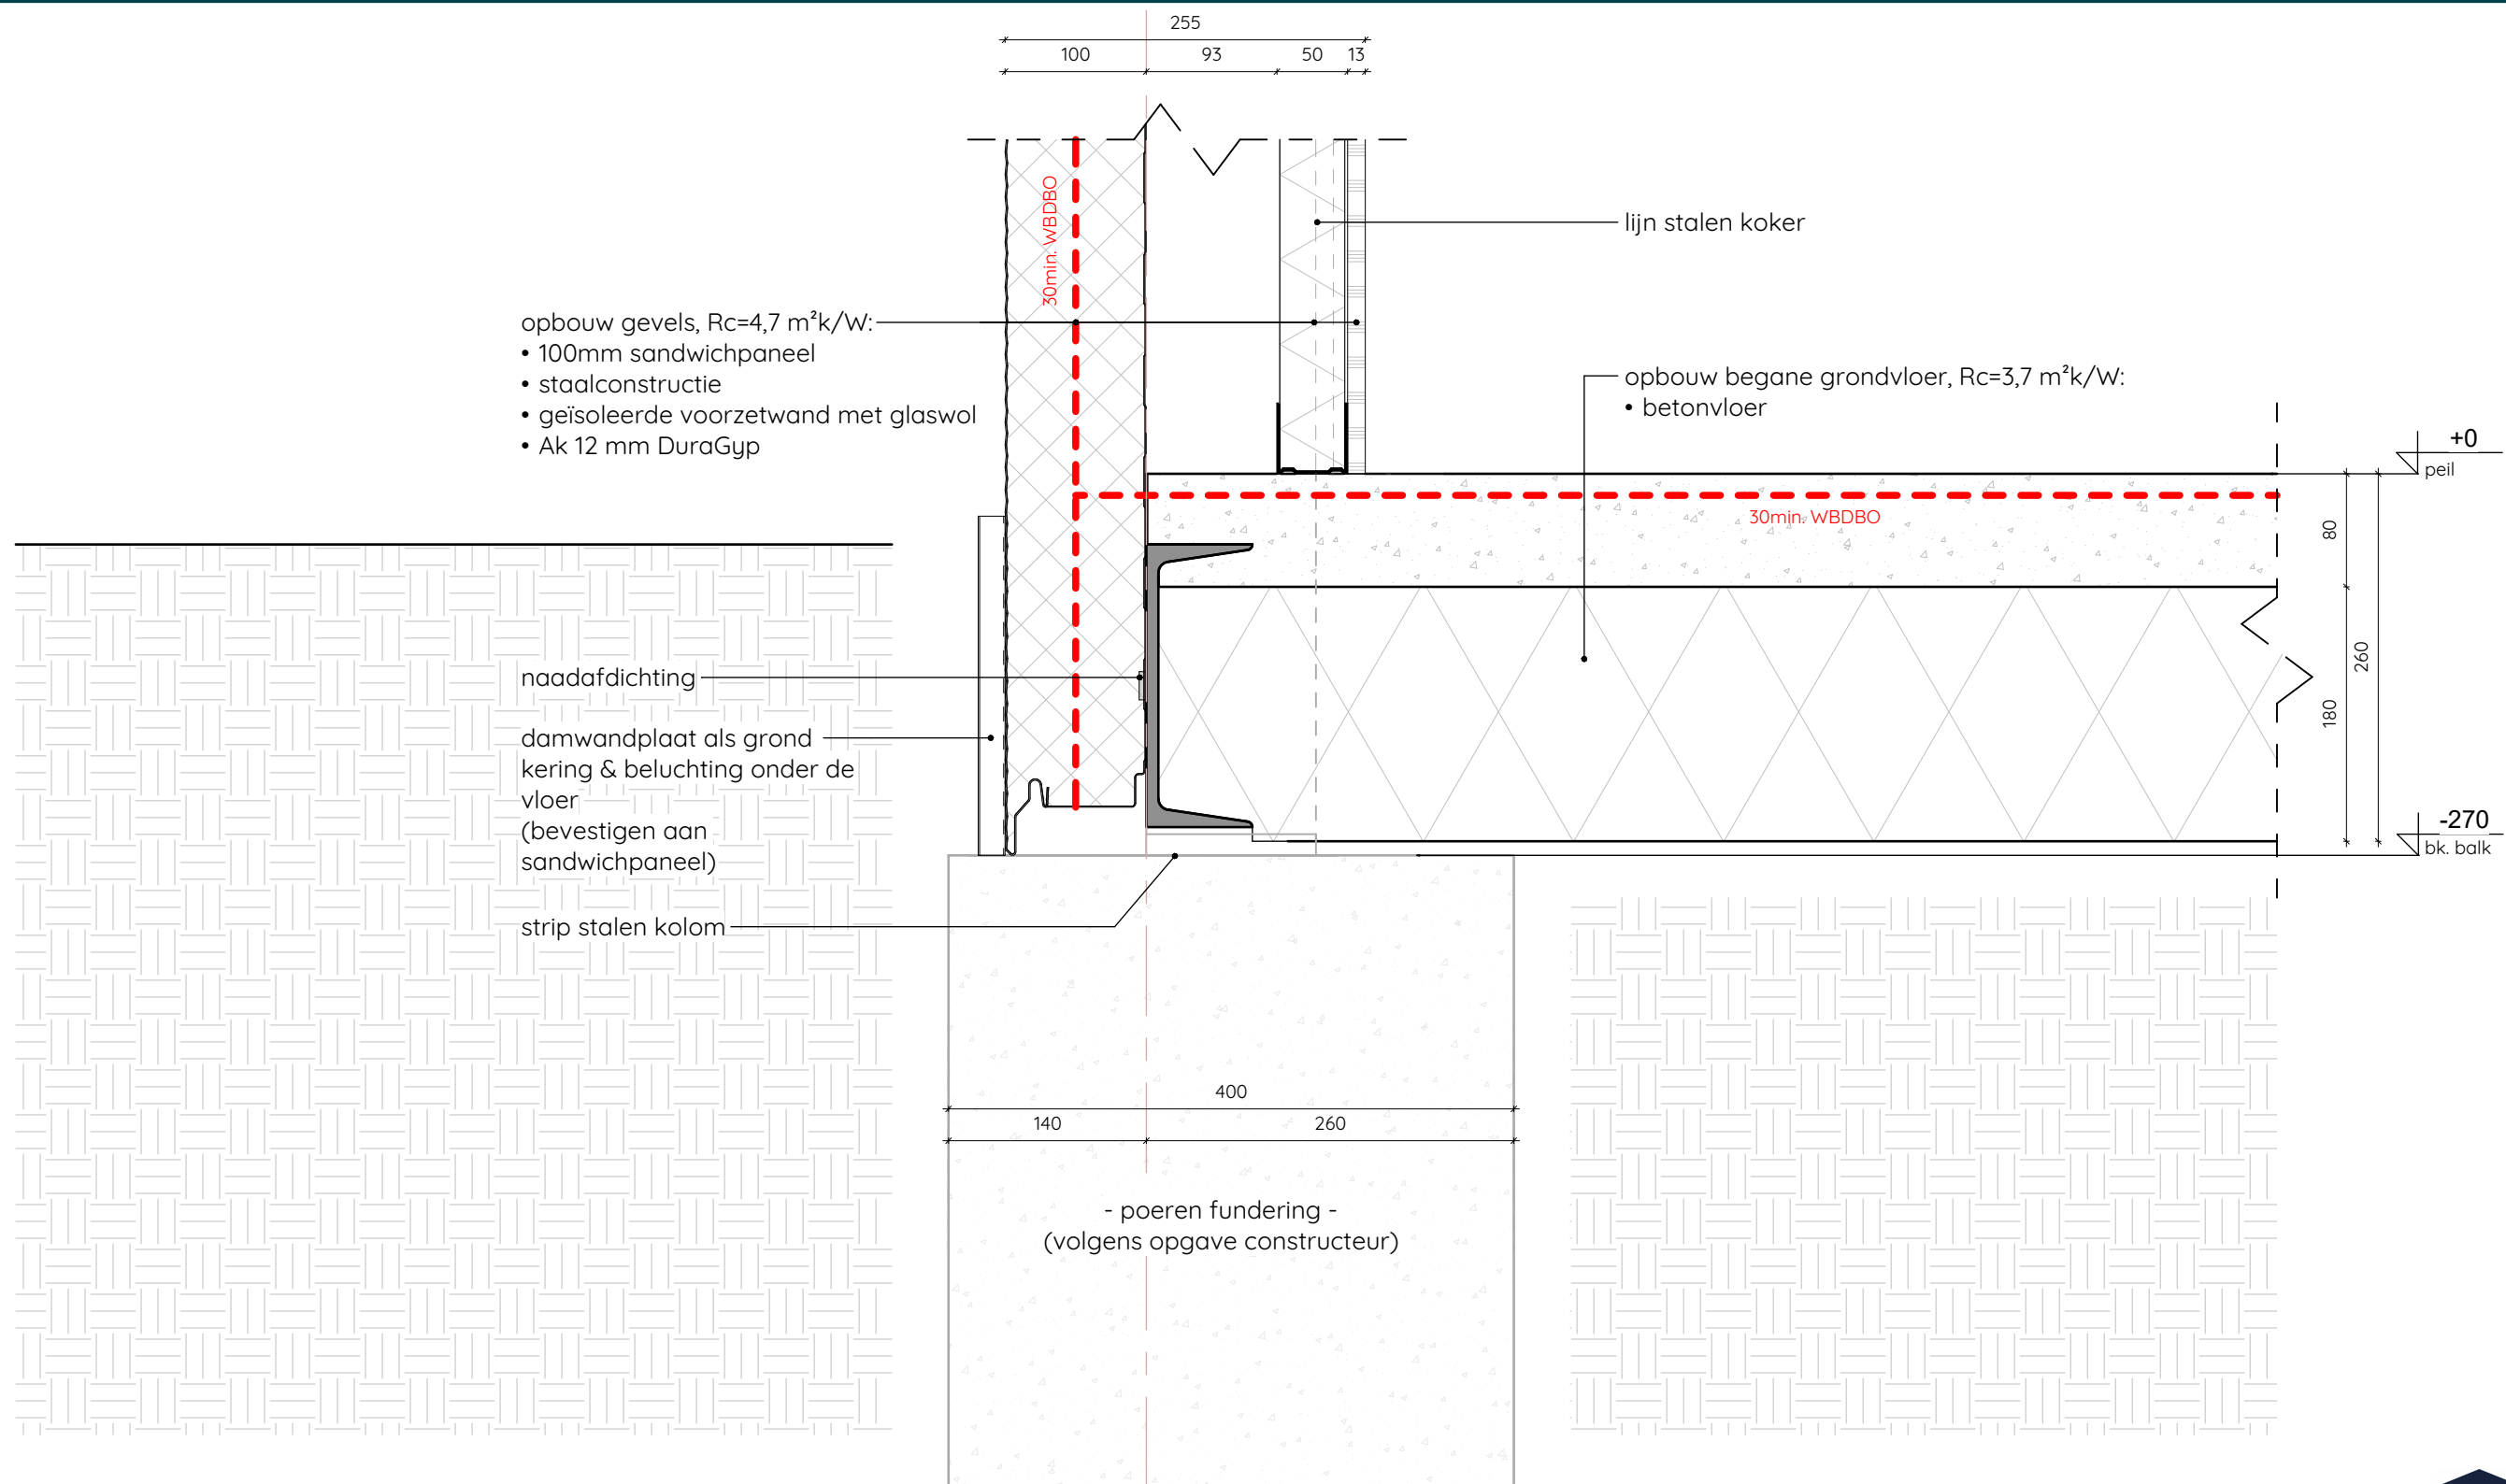 255
100
93
50
13
30min. WBDBO
lijn stalen koker
opbouw gevels, Rc=4,7 m²k/W:
• 100mm sandwichpaneel
• staalconstructie
• geïsoleerde voorzetwand met glaswol
• Ak 12 mm DuraGyp
opbouw begane grondvloer, Rc=3,7 m²k/W:
• betonvloer
+0
peil
30min. WBDBO
80
260
180
naadafdichting
damwandplaat als grond
kering & beluchting onder de
vloer
(bevestigen aan
sandwichpaneel)
-270
bk. balk
strip stalen kolom
400
140
260
- poeren fundering -
(volgens opgave constructeur)